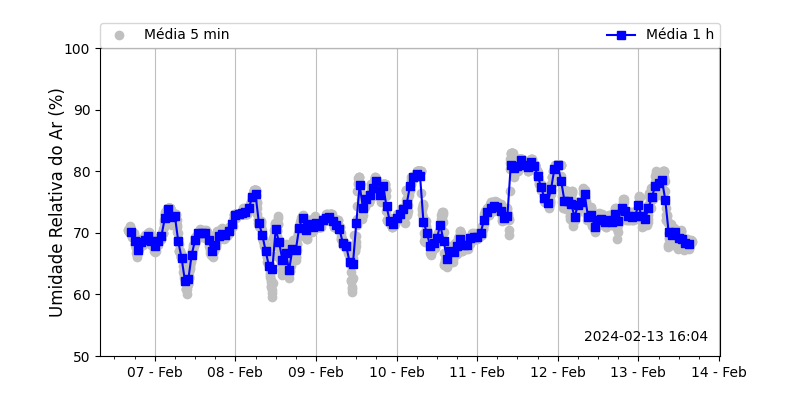 Média 5 min
Média 1 h
Umidade Relativa do Ar (%)
100
90
80
70
60
50
2024-02-13 16:04
07 - Feb
08 - Feb
09 - Feb
10 - Feb
11 - Feb
12 - Feb
13 - Feb
14 - Feb